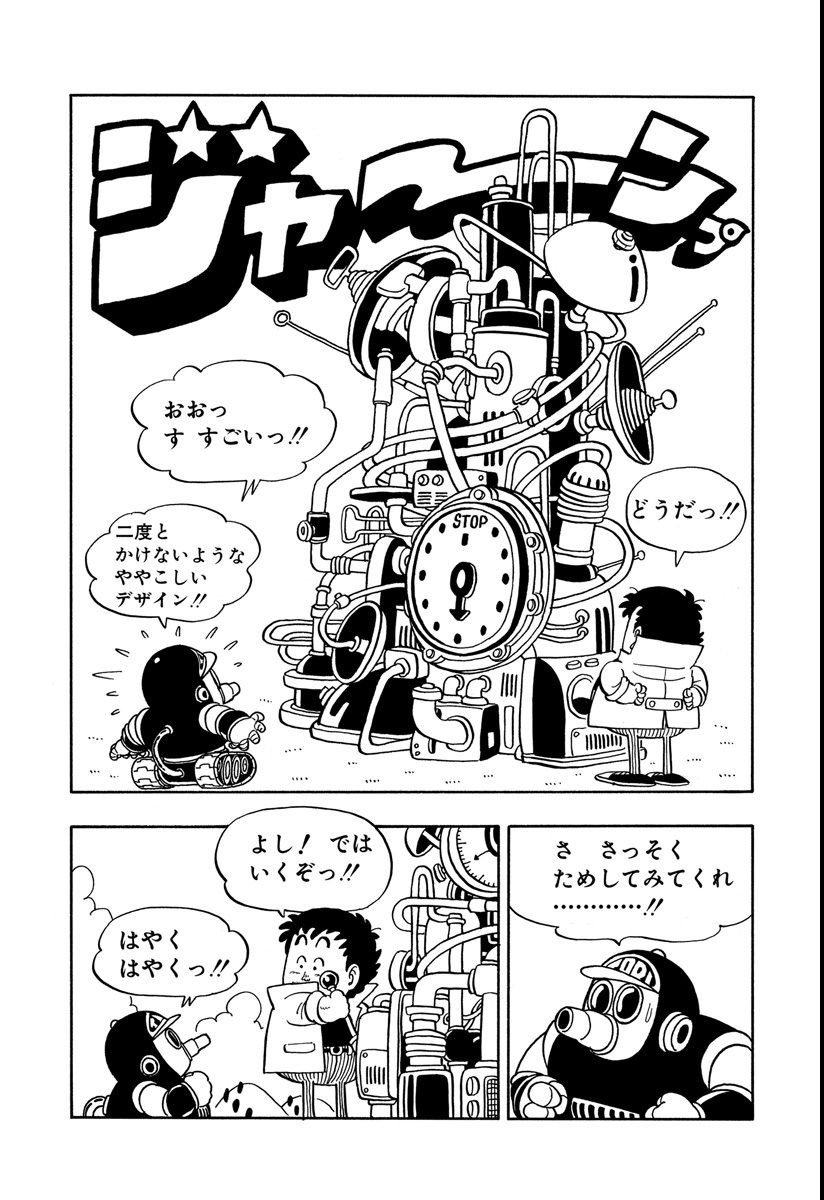 ジャーンッ
どうだっ!!
おおっ
す すごいっ!!
二度と
かけないような
ややこしい
デザイン!!
STOP
さ さっそく
ためしてみてくれ
…………!!
よし! では
いくぞっ!!
はやく
はやくっ!!